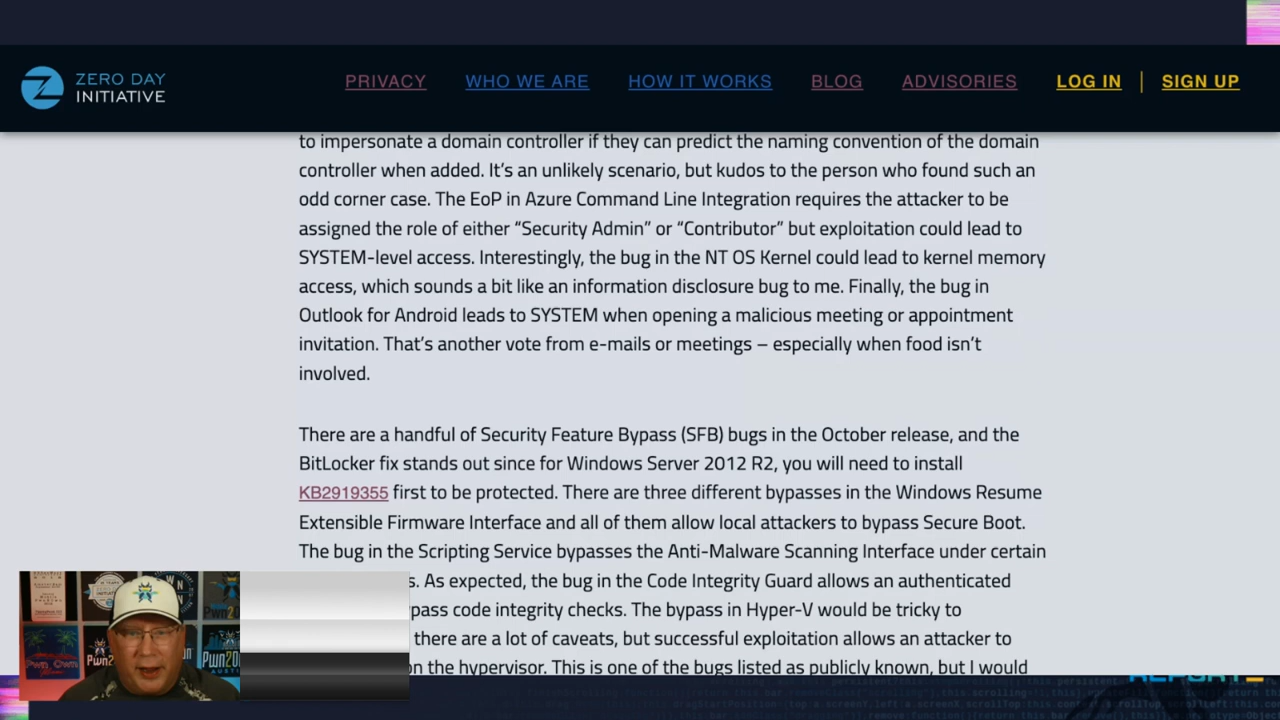 ZERO DAY
INITIATIVE
PRIVACY
WHO WE ARE
HOW IT WORKS
BLOG
ADVISORIES
LOG IN
SIGN UP
to impersonate a domain controller if they can predict the naming convention of the domain
controller when added. It’s an unlikely scenario, but kudos to the person who found such an
odd corner case. The EoP in Azure Command Line Integration requires the attacker to be
assigned the role of either “Security Admin” or “Contributor” but exploitation could lead to
SYSTEM-level access. Interestingly, the bug in the NT OS Kernel could lead to kernel memory
access, which sounds a bit like an information disclosure bug to me. Finally, the bug in
Outlook for Android leads to SYSTEM when opening a malicious meeting or appointment
invitation. That’s another vote from e-mails or meetings – especially when food isn’t
involved.
There are a handful of Security Feature Bypass (SFB) bugs in the October release, and the
BitLocker fix stands out since for Windows Server 2012 R2, you will need to install
KB2919355 first to be protected. There are three different bypasses in the Windows Resume
Extensible Firmware Interface and all of them allow local attackers to bypass Secure Boot.
The bug in the Scripting Service bypasses the Anti-Malware Scanning Interface under certain
s. As expected, the bug in the Code Integrity Guard allows an authenticated
pass code integrity checks. The bypass in Hyper-V would be tricky to
there are a lot of caveats, but successful exploitation allows an attacker to
on the hypervisor. This is one of the bugs listed as publicly known, but I would